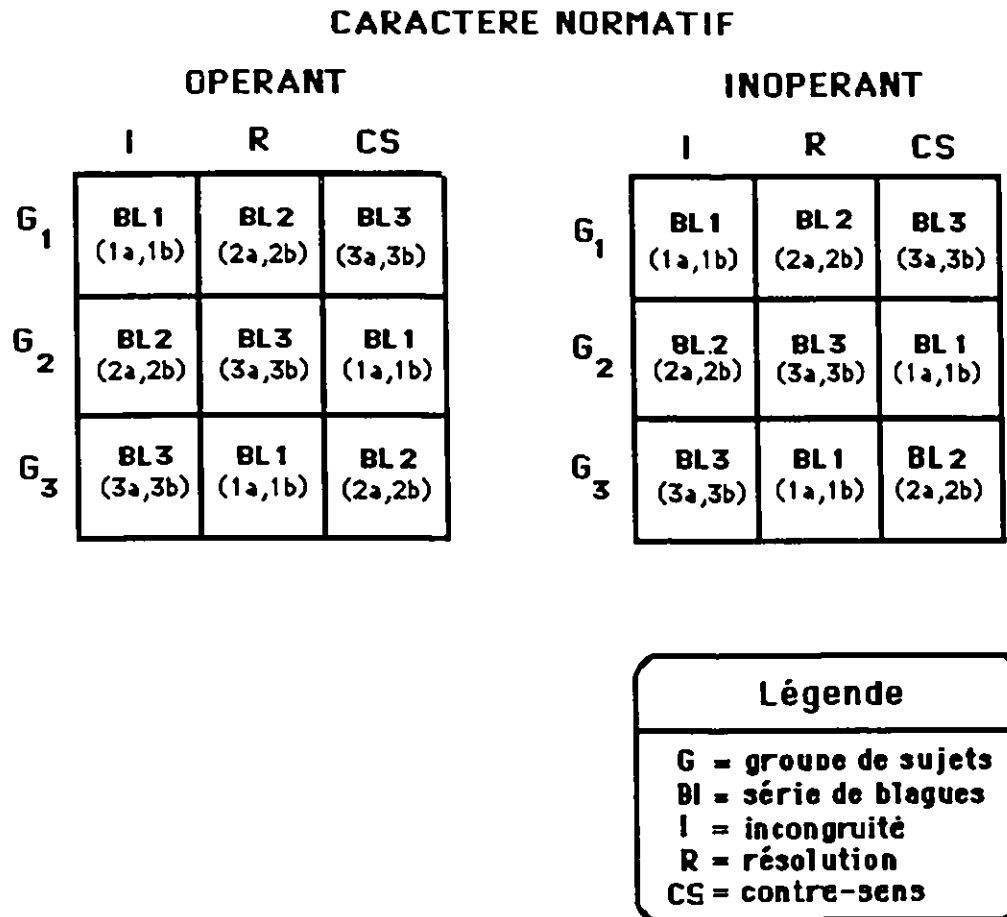 CARACTERE NORMATIF
OPERANT
I R CS
G1 BL1 BL2 BL3
(1a,1b) (2a,2b) (3a,3b)
G2 BL2 BL3 BL1
(2a,2b) (3a,3b) (1a,1b)
G3 BL3 BL1 BL2
(3a,3b) (1a,1b) (2a,2b)
INOPERANT
I R CS
G1 BL1 BL2 BL3
(1a,1b) (2a,2b) (3a,3b)
G2 BL.2 BL3 BL1
(2a,2b) (3a,3b) (1a,1b)
G3 BL3 BL1 BL2
(3a,3b) (1a,1b) (2a,2b)
Légende
G = groupe de sujets
Bl = série de blagues
I = incongruité
R = résolution
CS = contre-sens